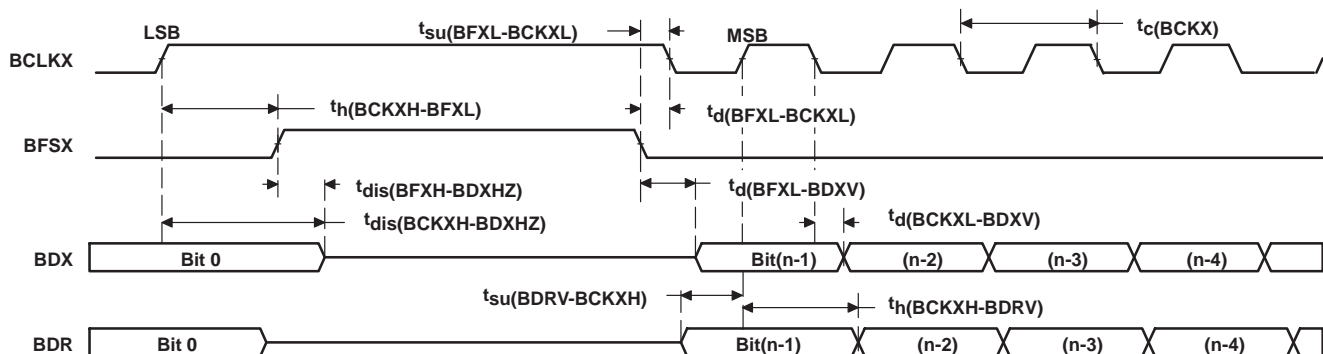 LSB
tsu(BFXL-BCKXL)
MSB
tc(BCKX)
BCLKX
th(BCKXH-BFXL)
td(BFXL-BCKXL)
BFSX
tdis(BFXH-BDXHZ)
td(BFXL-BDXV)
tdis(BCKXH-BDXHZ)
td(BCKXL-BDXV)
BDX Bit 0 Bit(n-1) (n-2) (n-3) (n-4)
tsu(BDRV-BCKXH)
th(BCKXH-BDRV)
BDR Bit 0 Bit(n-1) (n-2) (n-3) (n-4)